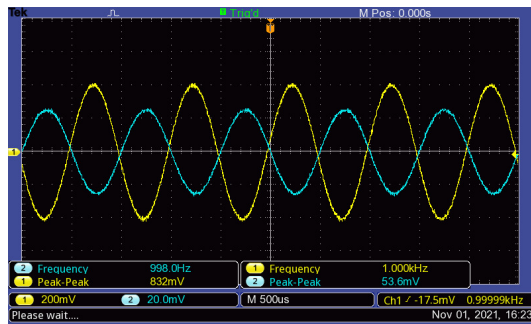 Tek Trig'd M Pos: 0.000s
T
1
2 Frequency 998.0Hz 1 Frequency 1.000kHz
1 Peak-Peak 832mV 2 Peak-Peak 53.6mV
1 200mV 2 20.0mV M 500us Ch1 / -17.5mV 0.99999kHz
Please wait.... Nov 01, 2021, 16:23